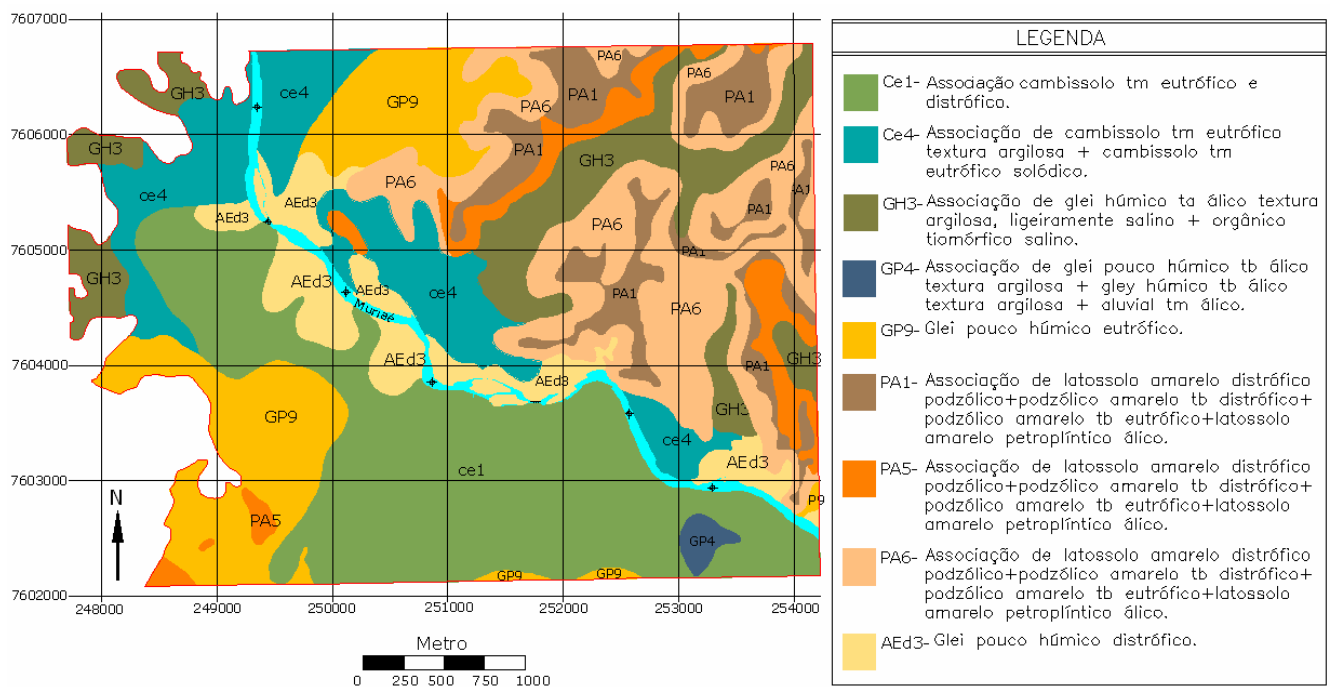 7607000
7606000
7605000
7604000
7603000
7602000
248000 249000 250000 251000 252000 253000 254000
GH3
ce4
GP9
PA6
PA1
PA6
PA1
PA6
PA1
GH3
GH3
PA6
PA6
ce4
AEd3
AEd3
PA6
PA1
PA1
GH3
AEd3
AEd3
ce4
PA1
PA6
Muriaé
AEd3
AEd3
PA1
GH3
GP9
GH3
ce4
AEd3
ce1
P9
PA5
GP4
GP9
GP9
N
Metro
0 250 500 750 1000
LEGENDA
Ce1- Associação cambissolo tm eutrófico e
distrófico.
Ce4- Associação de cambissolo tm eutrófico
textura argilosa + cambissolo tm
eutrófico solódico.
GH3- Associação de glei húmico ta álico textura
argilosa, ligeiramente salino + orgânico
tiomórfico salino.
GP4- Associação de glei pouco húmico tb álico
textura argilosa + gley húmico tb álico
textura argilosa + aluvial tm álico.
GP9- Glei pouco húmico eutrófico.
PA1- Associação de latossolo amarelo distrófico
podzólico+podzólico amarelo tb distrófico+
podzólico amarelo tb eutrófico+latossolo
amarelo petroplíntico álico.
PA5- Associação de latossolo amarelo distrófico
podzólico+podzólico amarelo tb distrófico+
podzólico amarelo tb eutrófico+latossolo
amarelo petroplíntico álico.
PA6- Associação de latossolo amarelo distrófico
podzólico+podzólico amarelo tb distrófico+
podzólico amarelo tb eutrófico+latossolo
amarelo petroplíntico álico.
AEd3- Glei pouco húmico distrófico.